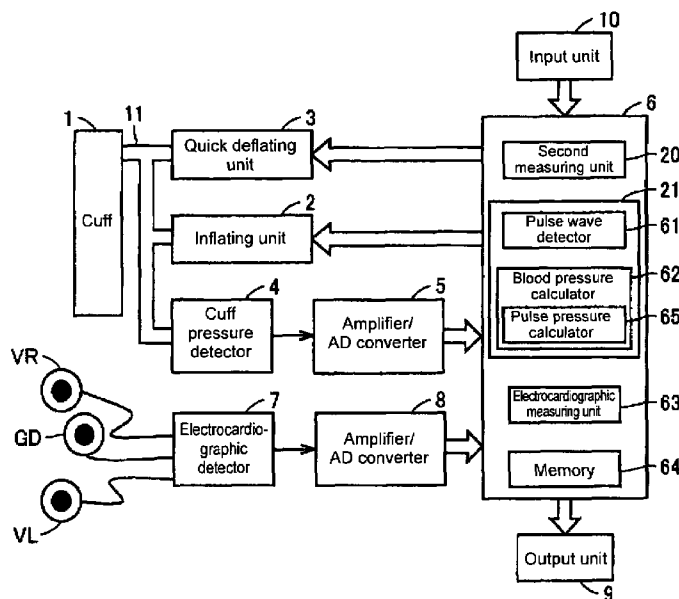 10
Input unit
1
11
3
6
Quick deflating
unit
Second
measuring unit
20
21
Cuff
2
Inflating unit
Pulse wave
detector
61
4
5
Blood pressure
calculator
62
Cuff
pressure
detector
Amplifier/
AD converter
Pulse pressure
calculator
65
VR
7
8
GD
Electrocardio-
graphic
detector
Amplifier/
AD converter
Electrocardiographic
measuring unit
63
VL
Memory
64
Output unit
9